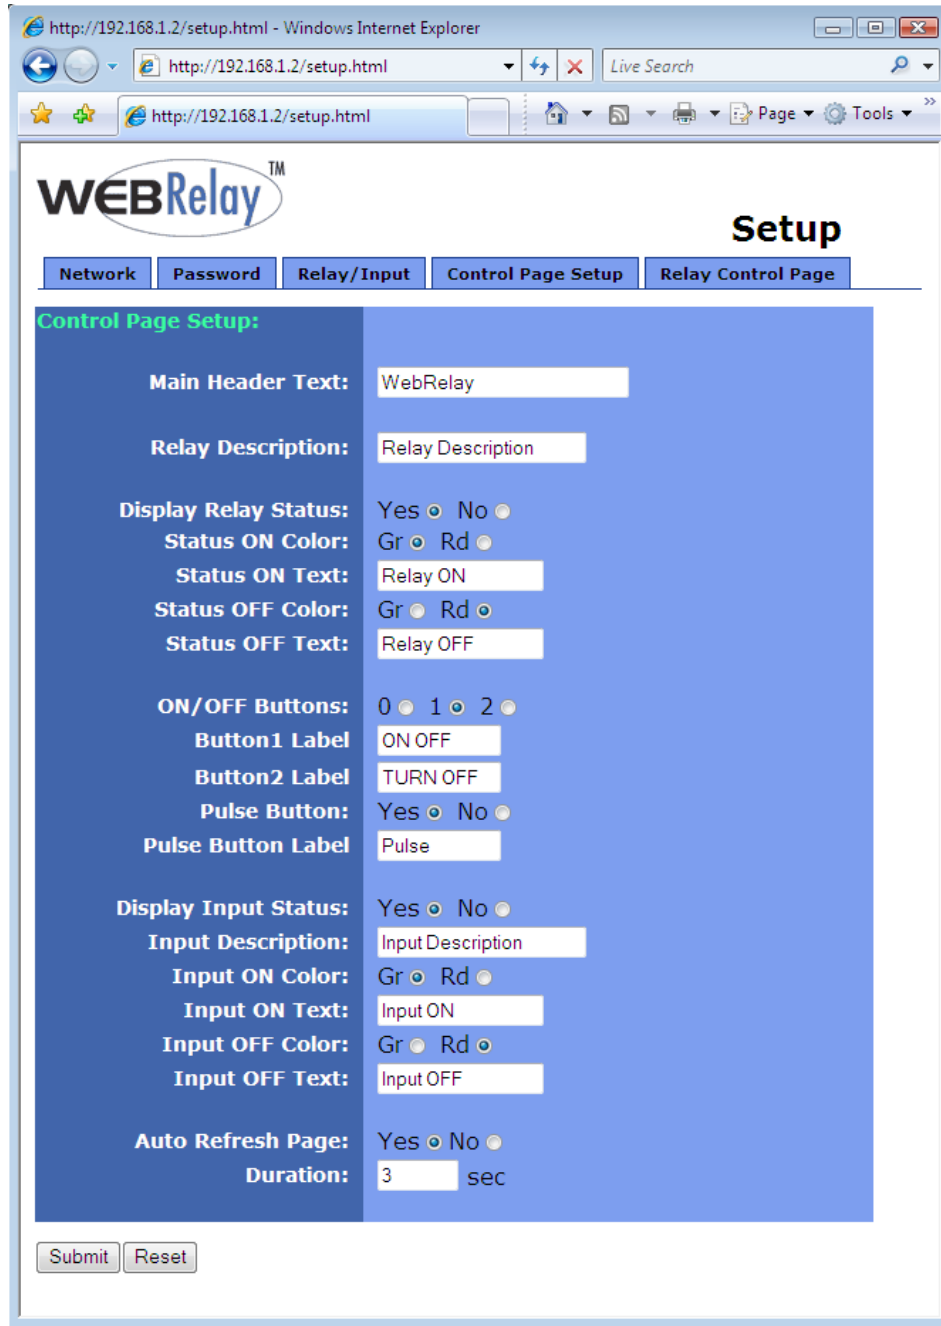 http://192.168.1.2/setup.html - Windows Internet Explorer
http://192.168.1.2/setup.html
Live Search
http://192.168.1.2/setup.html
Page
Tools
»
WEBRelay™
Setup
Network Password Relay/Input Control Page Setup Relay Control Page
Control Page Setup:
Main Header Text: WebRelay
Relay Description: Relay Description
Display Relay Status: Yes No
Status ON Color: Gr Rd
Status ON Text: Relay ON
Status OFF Color: Gr Rd
Status OFF Text: Relay OFF
ON/OFF Buttons: 0 1 2
Button1 Label ON OFF
Button2 Label TURN OFF
Pulse Button: Yes No
Pulse Button Label Pulse
Display Input Status: Yes No
Input Description: Input Description
Input ON Color: Gr Rd
Input ON Text: Input ON
Input OFF Color: Gr Rd
Input OFF Text: Input OFF
Auto Refresh Page: Yes No
Duration: 3 sec
Submit Reset